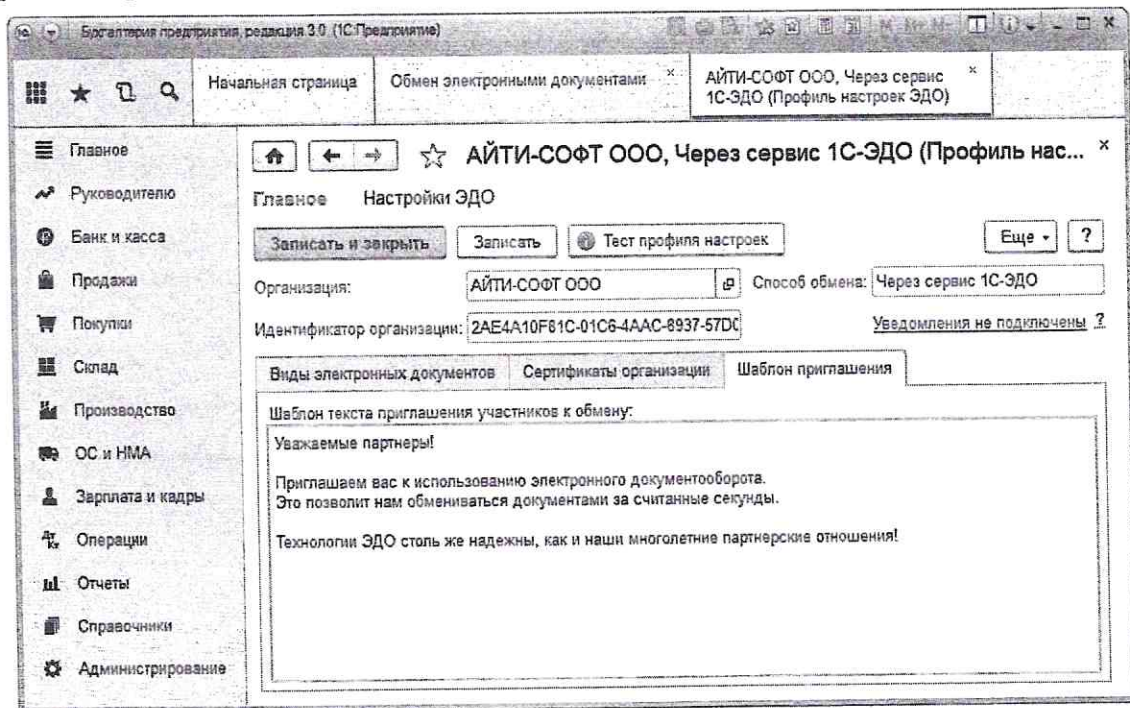 Бухгалтерия предприятия, редакция 3.0 (1С:Предприятие)
M M+ M-
Начальная страница
Обмен электронными документами ×
АЙТИ-СОФТ ООО, Через сервис ×
1С-ЭДО (Профиль настроек ЭДО)
Главное
Руководителю
Банк и касса
Продажи
Покупки
Склад
Производство
ОС и НМА
Зарплата и кадры
Операции
Отчеты
Справочники
Администрирование
АЙТИ-СОФТ ООО, Через сервис 1С-ЭДО (Профиль нас... ×
Главное Настройки ЭДО
Записать и закрыть Записать Тест профиля настроек Еще ?
Организация: АЙТИ-СОФТ ООО Способ обмена: Через сервис 1С-ЭДО
Идентификатор организации: 2AE4A10F61C-01C6-4AAC-6937-57DC Уведомления не подключены ?
Виды электронных документов Сертификаты организации Шаблон приглашения
Шаблон текста приглашения участников к обмену:
Уважаемые партнеры!
Приглашаем вас к использованию электронного документооборота.
Это позволит нам обмениваться документами за считанные секунды.
Технологии ЭДО столь же надежны, как и наши многолетние партнерские отношения!